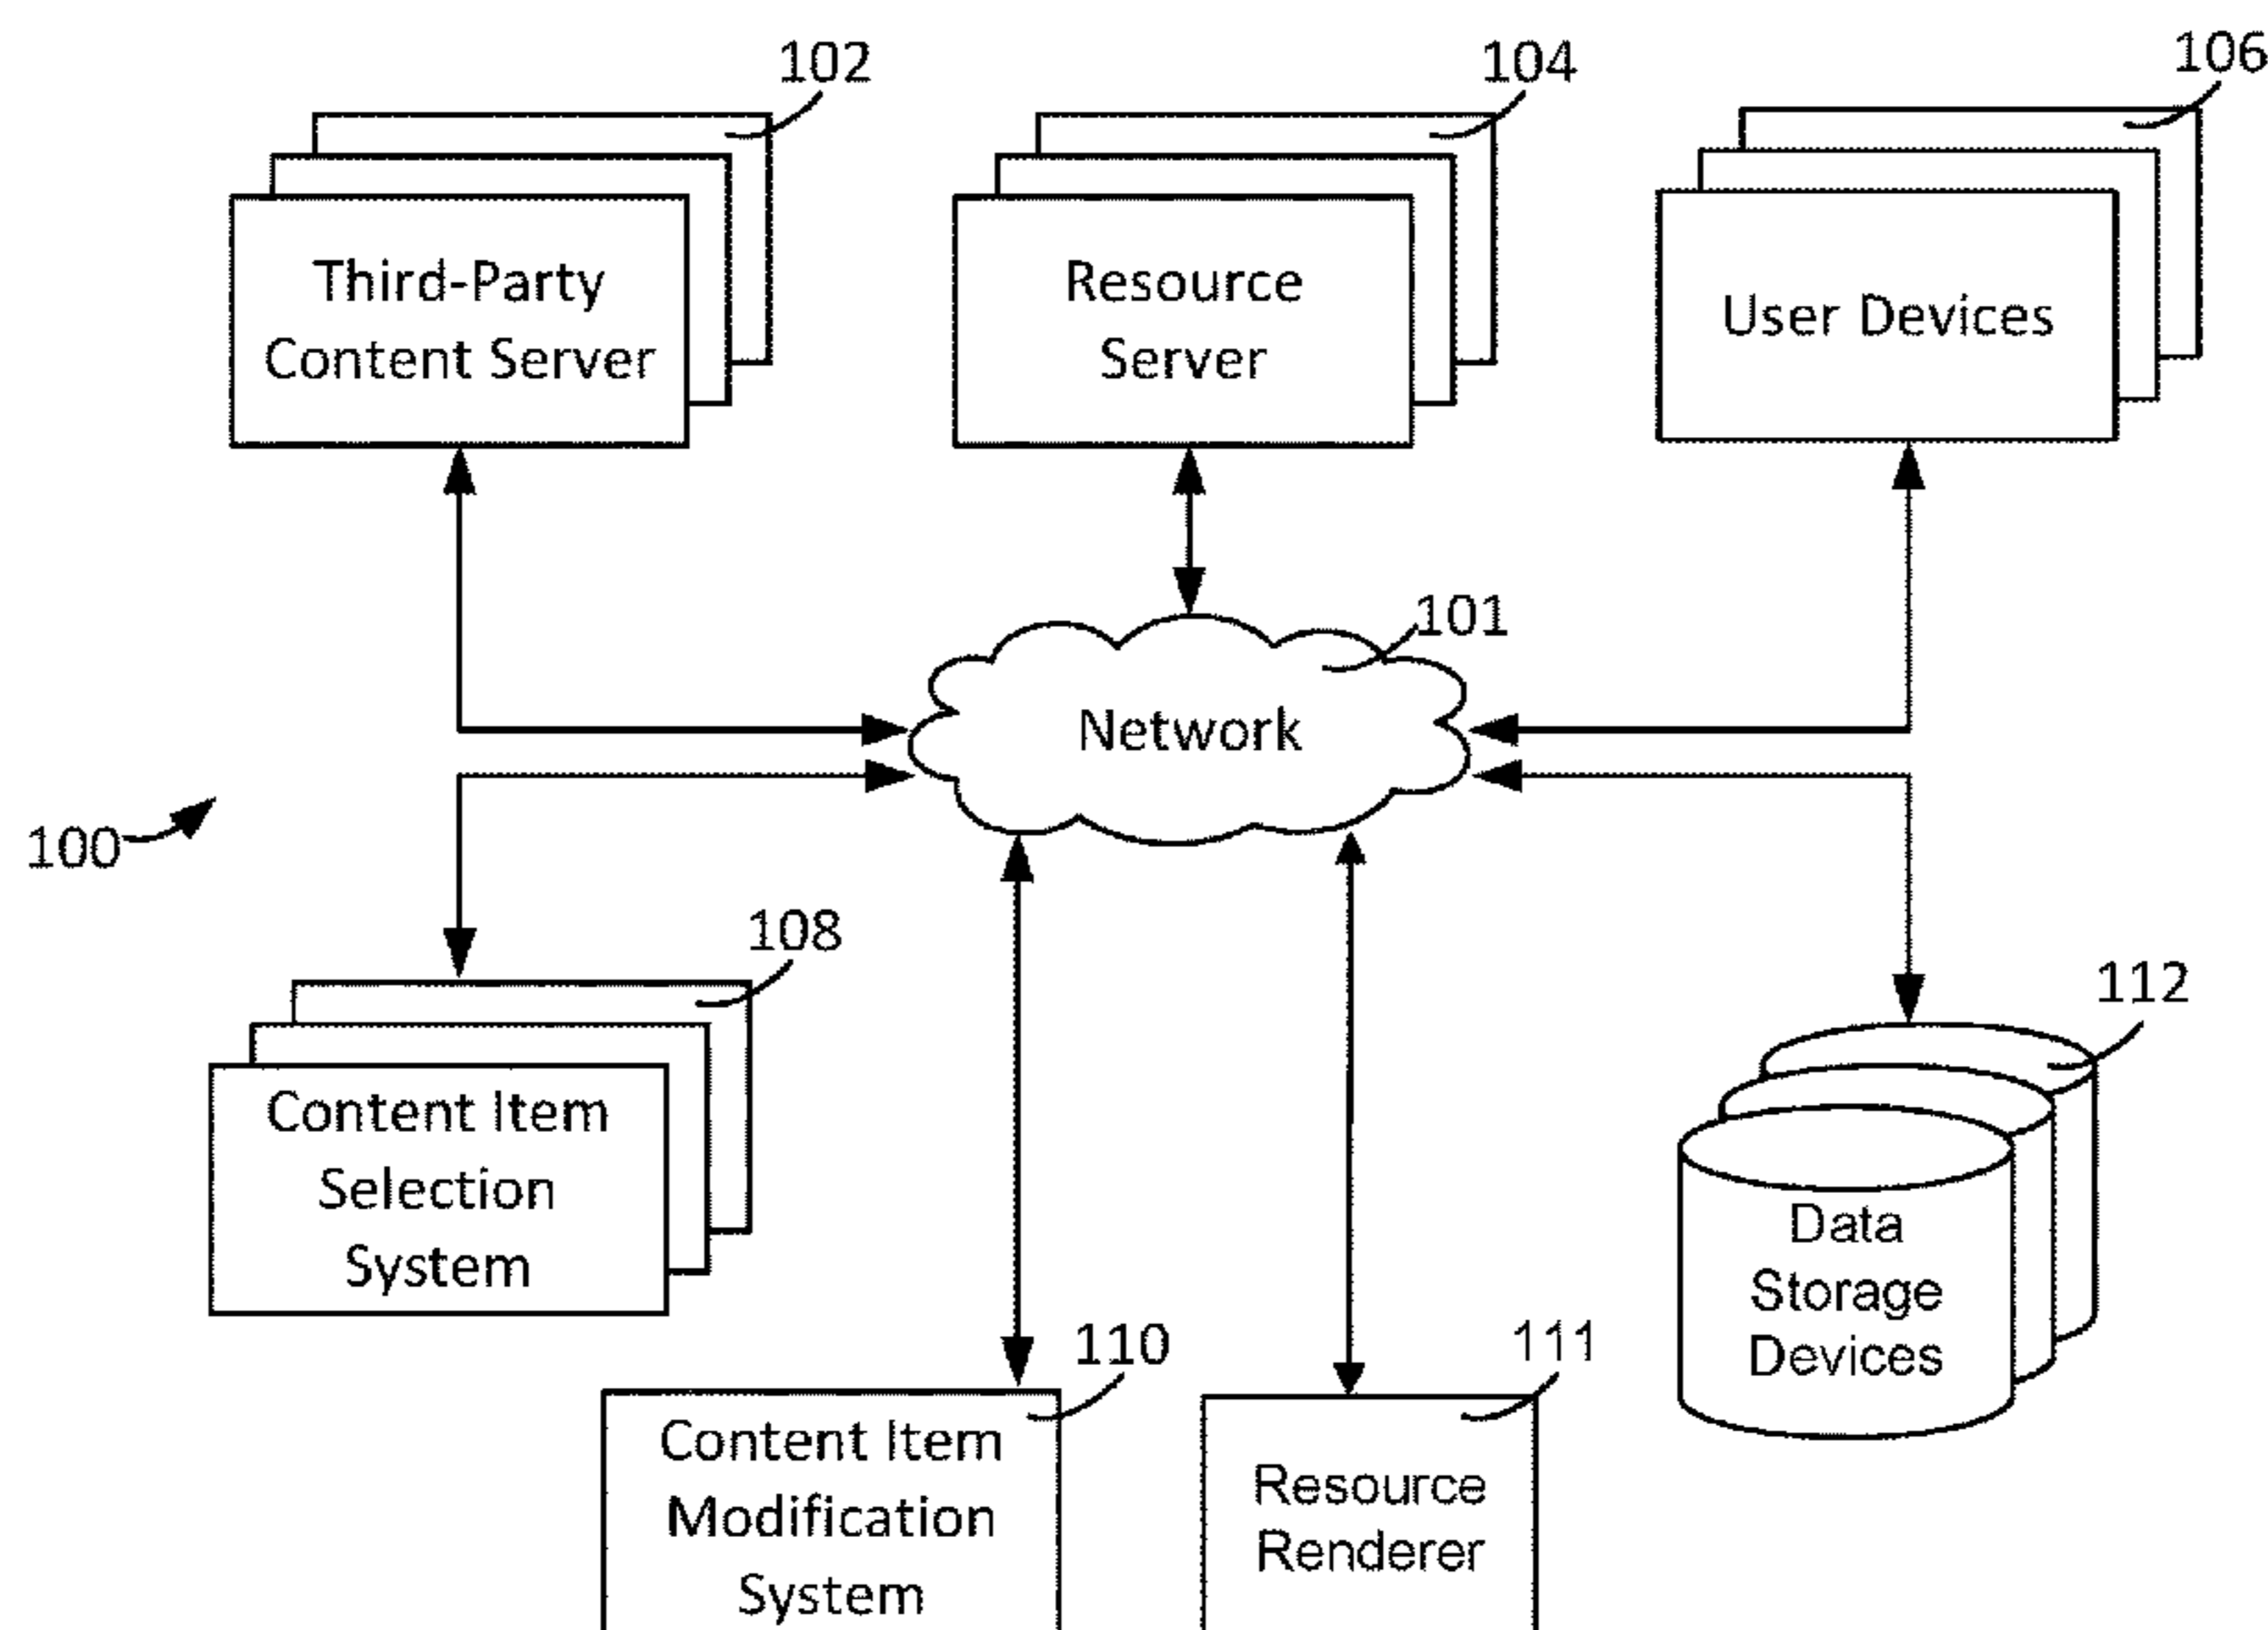 102
104
106
Third-Party
Content Server
Resource
Server
User Devices
101
Network
100
108
112
Content Item
Selection
System
Data
Storage
Devices
110
111
Content Item
Modification
System
Resource
Renderer